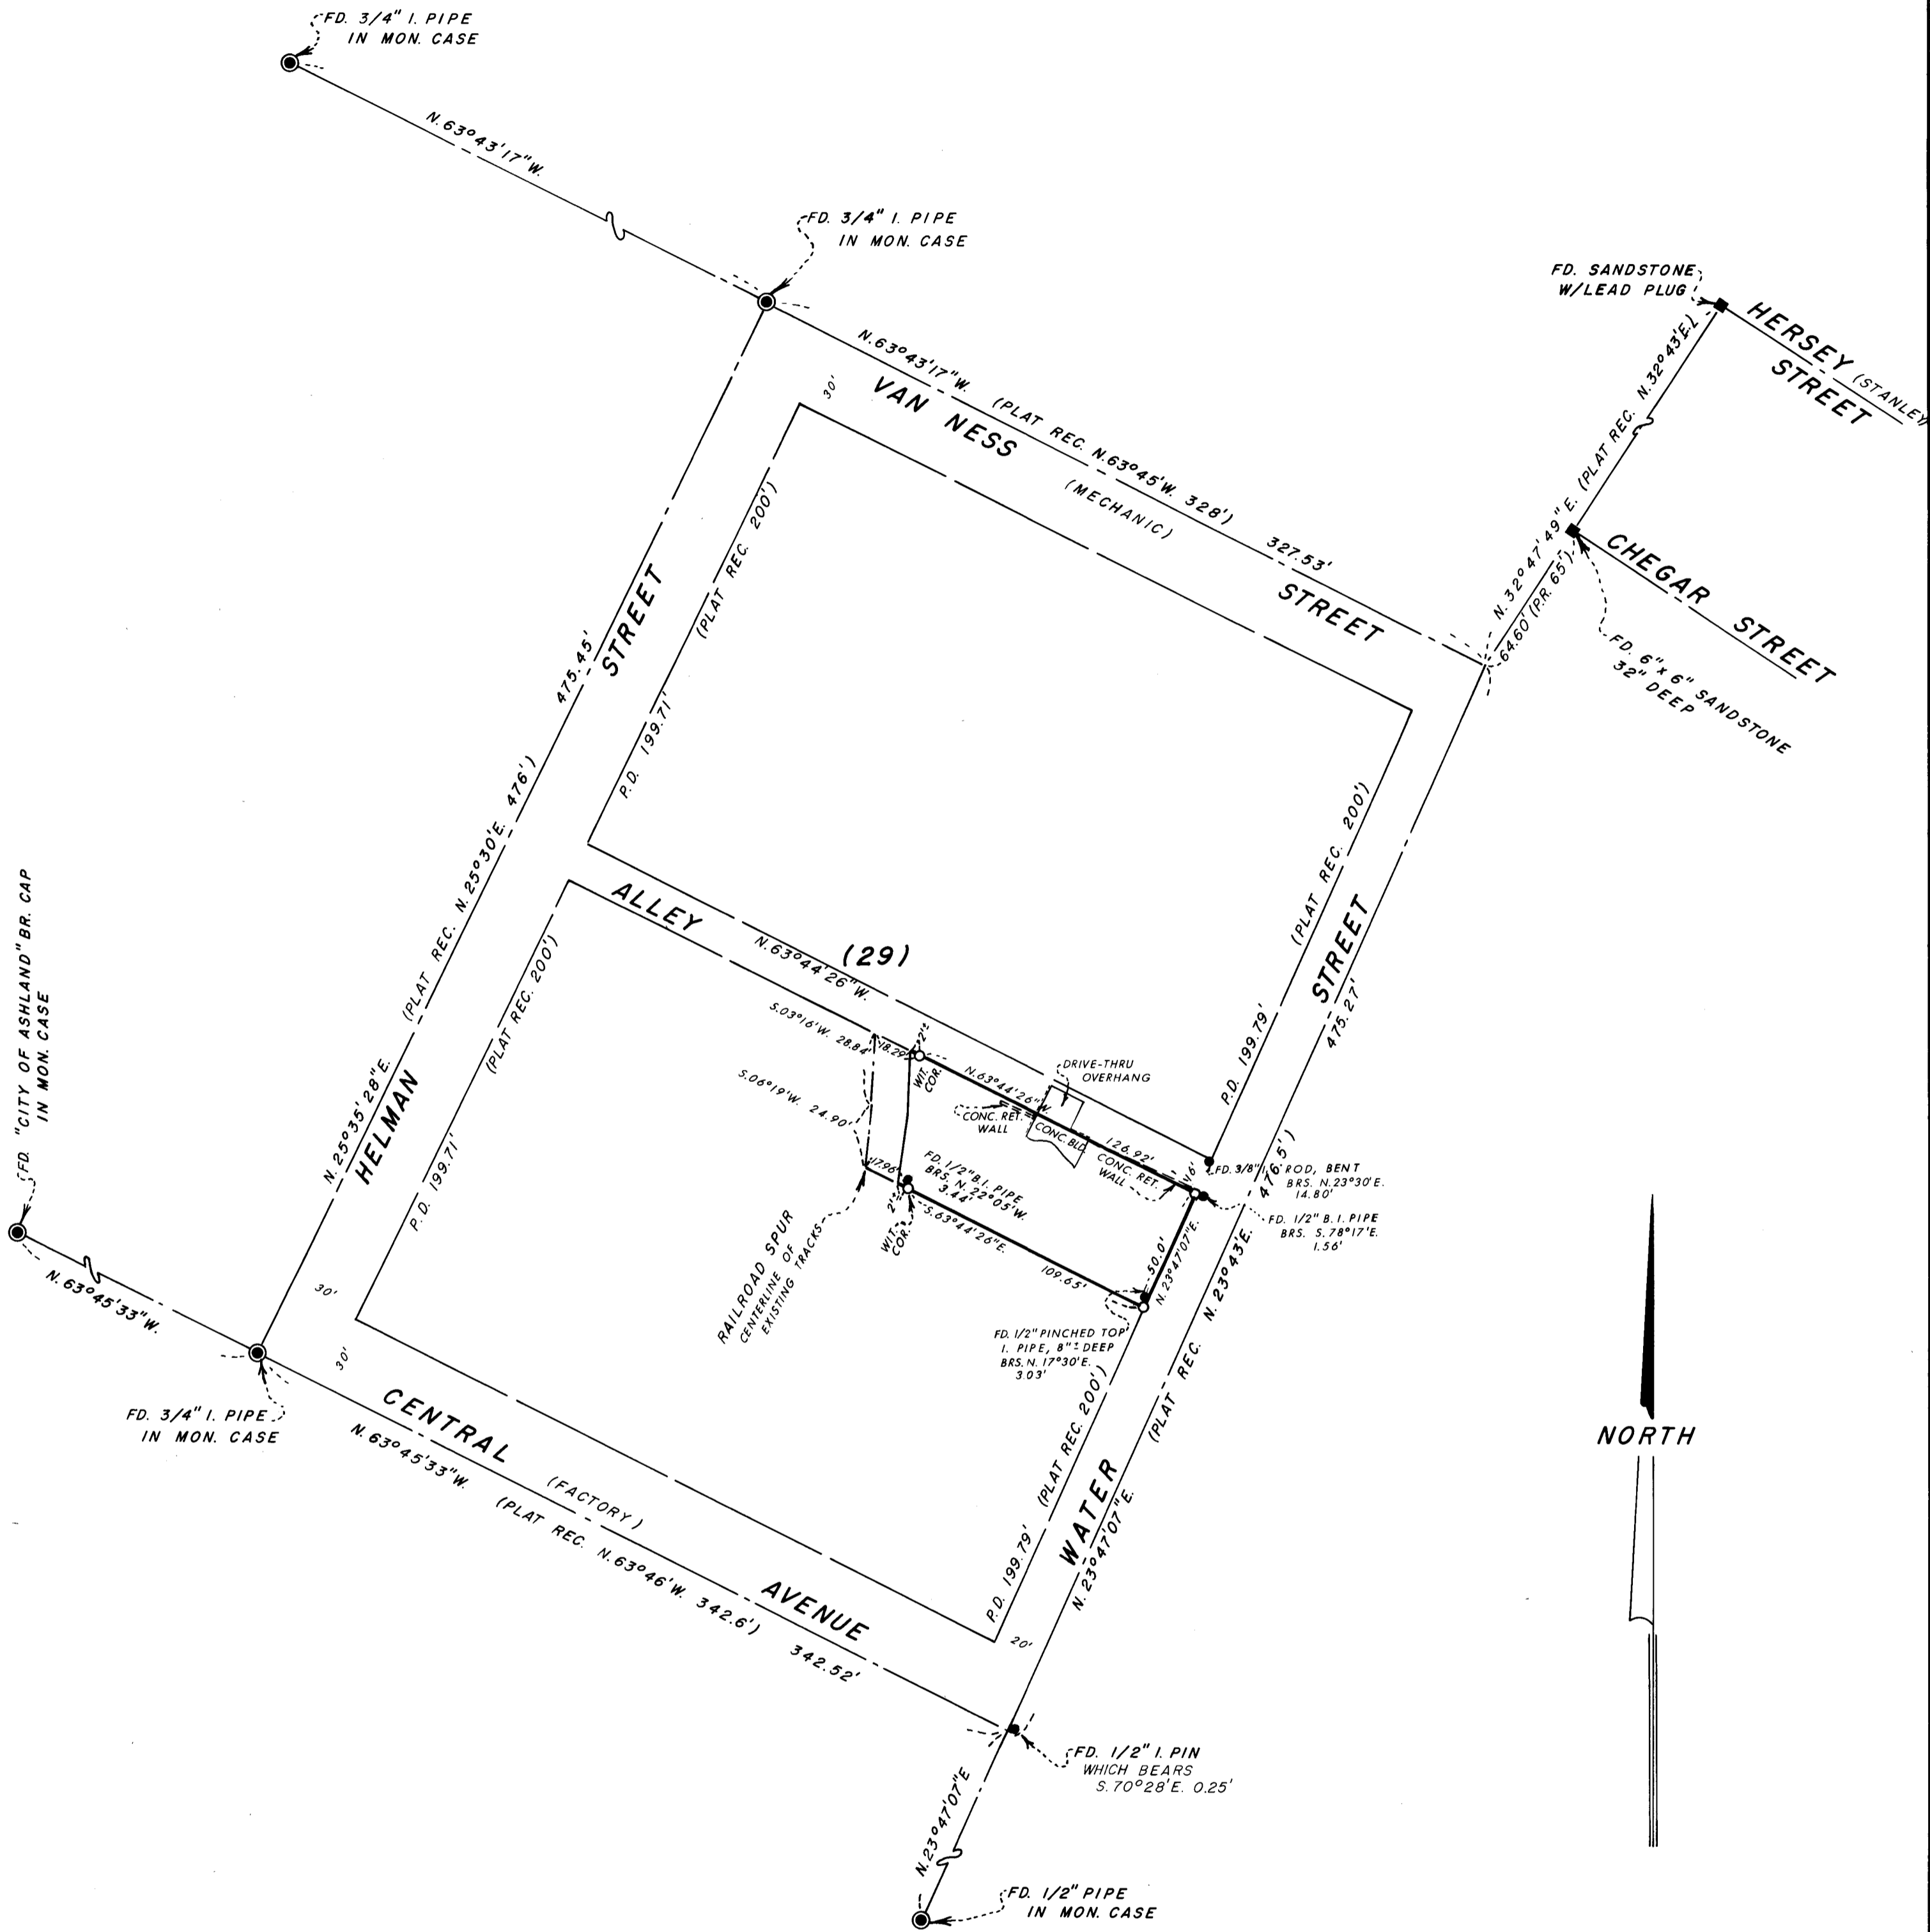 FD. 3/4" I. PIPE
IN MON. CASE
N. 63°43'17" W.
FD. 3/4" I. PIPE
IN MON. CASE
FD. SANDSTONE
W/LEAD PLUG
HERSEY (STANLEY)
STREET
N. 63°43'17" W. (PLAT REC. N. 63°45' W. 328') 327.53'
30'
VAN NESS STREET
(MECHANIC)
N. 32°47'49" E. (PLAT REC. N. 32°43' E.)
64.60' (P.R. 65')
CHEGAR STREET
FD. 6" x 6" SANDSTONE
32" DEEP
N. 25°35'28" E. (PLAT REC. N. 25°30' E. 476') 475.45'
HELMAN STREET
P.D. 199.71' (PLAT REC. 200')
P.D. 199.79' (PLAT REC. 200')
FD. "CITY OF ASHLAND" BR. CAP
IN MON. CASE
ALLEY
(29)
N. 63°44'26" W.
P.D. 199.71' (PLAT REC. 200')
S. 03°16' W. 28.84'
18.29'
2'±
WIT.
COR.
N. 63°44'26" W.
DRIVE-THRU
OVERHANG
CONC. RET.
WALL
CONC. BLD.
126.92'
CONC. RET.
WALL
16'
FD. 3/8" I. ROD, BENT
BRS. N. 23°30' E.
14.80'
S. 06°19' W. 24.90'
17.96'
FD. 1/2" B.I. PIPE
BRS. N. 22°05' W.
3.44'
2'±
WIT.
COR.
S. 63°44'26" E.
109.65'
50.0'
N. 23°47'07" E.
FD. 1/2" B. I. PIPE
BRS. S. 78°17' E.
1.56'
RAILROAD SPUR
CENTERLINE OF
EXISTING TRACKS
FD. 1/2" PINCHED TOP
I. PIPE, 8"± DEEP
BRS. N. 17°30' E.
3.03'
N. 63°45'33" W.
30'
30'
FD. 3/4" I. PIPE
IN MON. CASE
CENTRAL AVENUE
(FACTORY)
N. 63°45'33" W. (PLAT REC. N. 63°46' W. 342.6') 342.52'
20'
P.D. 199.79' (PLAT REC. 200')
WATER STREET
N. 23°47'07" E. (PLAT REC. N. 23°43' E. 476.5') 475.27'
NORTH
FD. 1/2" I. PIN
WHICH BEARS
S. 70°28' E. 0.25'
N. 23°47'07" E
FD. 1/2" PIPE
IN MON. CASE